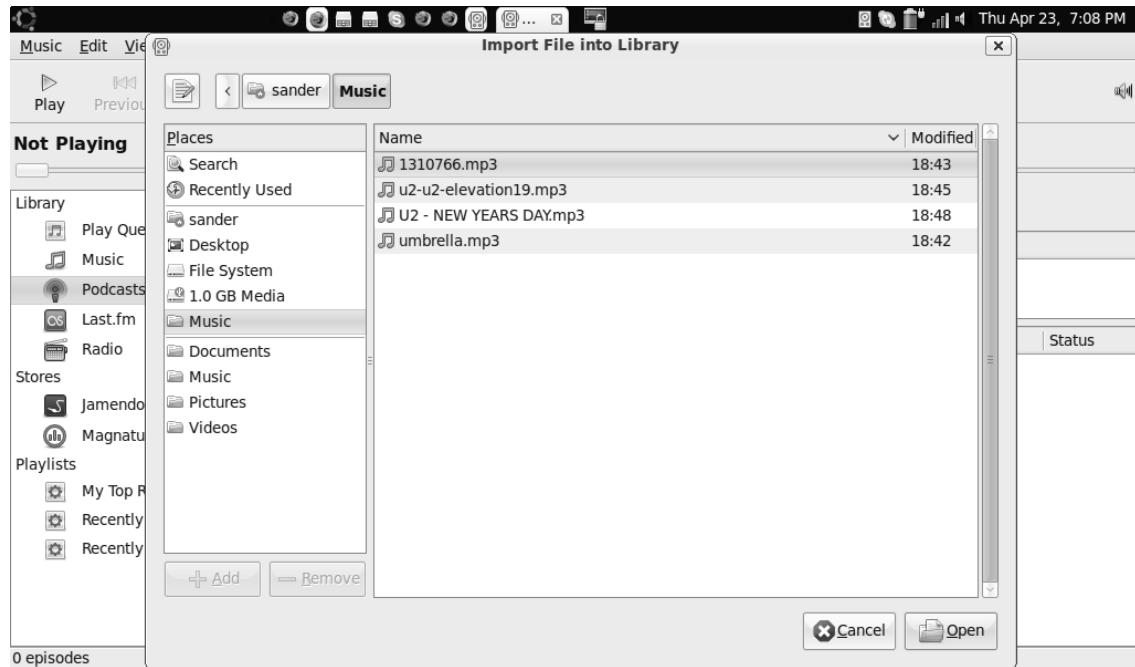 ... Thu Apr 23, 7:08 PM
Music Edit Vie Import File into Library
Play Previou sander Music
Not Playing
Places Name Modified
Search 1310766.mp3 18:43
Recently Used u2-u2-elevation19.mp3 18:45
Library sander U2 - NEW YEARS DAY.mp3 18:48
Play Que Desktop umbrella.mp3 18:42
Music File System
Podcasts 1.0 GB Media
Last.fm Music Status
Radio Documents
Stores Music
Jamendo Pictures
Magnatu Videos
Playlists
My Top R
Recently
Recently
Add Remove
Cancel Open
0 episodes